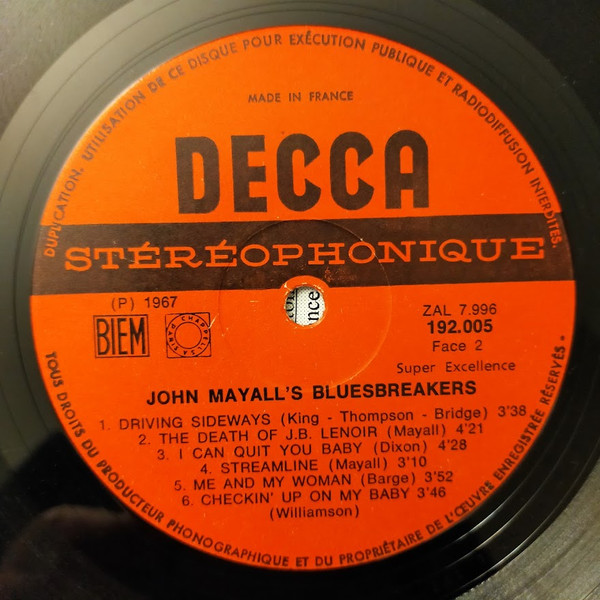 DUPLICATION, UTILISATION DE CE DISQUE POUR EXÉCUTION PUBLIQUE ET RADIODIFFUSION INTERDITES.
MADE IN FRANCE
DECCA
STÉRÉOPHONIQUE
(P) 1967
BIEM
ZAL 7.996
192.005
Face 2
Super Excellence
JOHN MAYALL'S BLUESBREAKERS
1. DRIVING SIDEWAYS (King - Thompson - Bridge) 3'38
2. THE DEATH OF J.B. LENOIR (Mayall) 4'21
3. I CAN QUIT YOU BABY (Dixon) 4'28
4. STREAMLINE (Mayall) 3'10
5. ME AND MY WOMAN (Barge) 3'52
6. CHECKIN' UP ON MY BABY 3'46
(Williamson)
TOUS DROITS DU PRODUCTEUR PHONOGRAPHIQUE ET DU PROPRIÉTAIRE DE L'ŒUVRE ENREGISTRÉE RÉSERVÉS